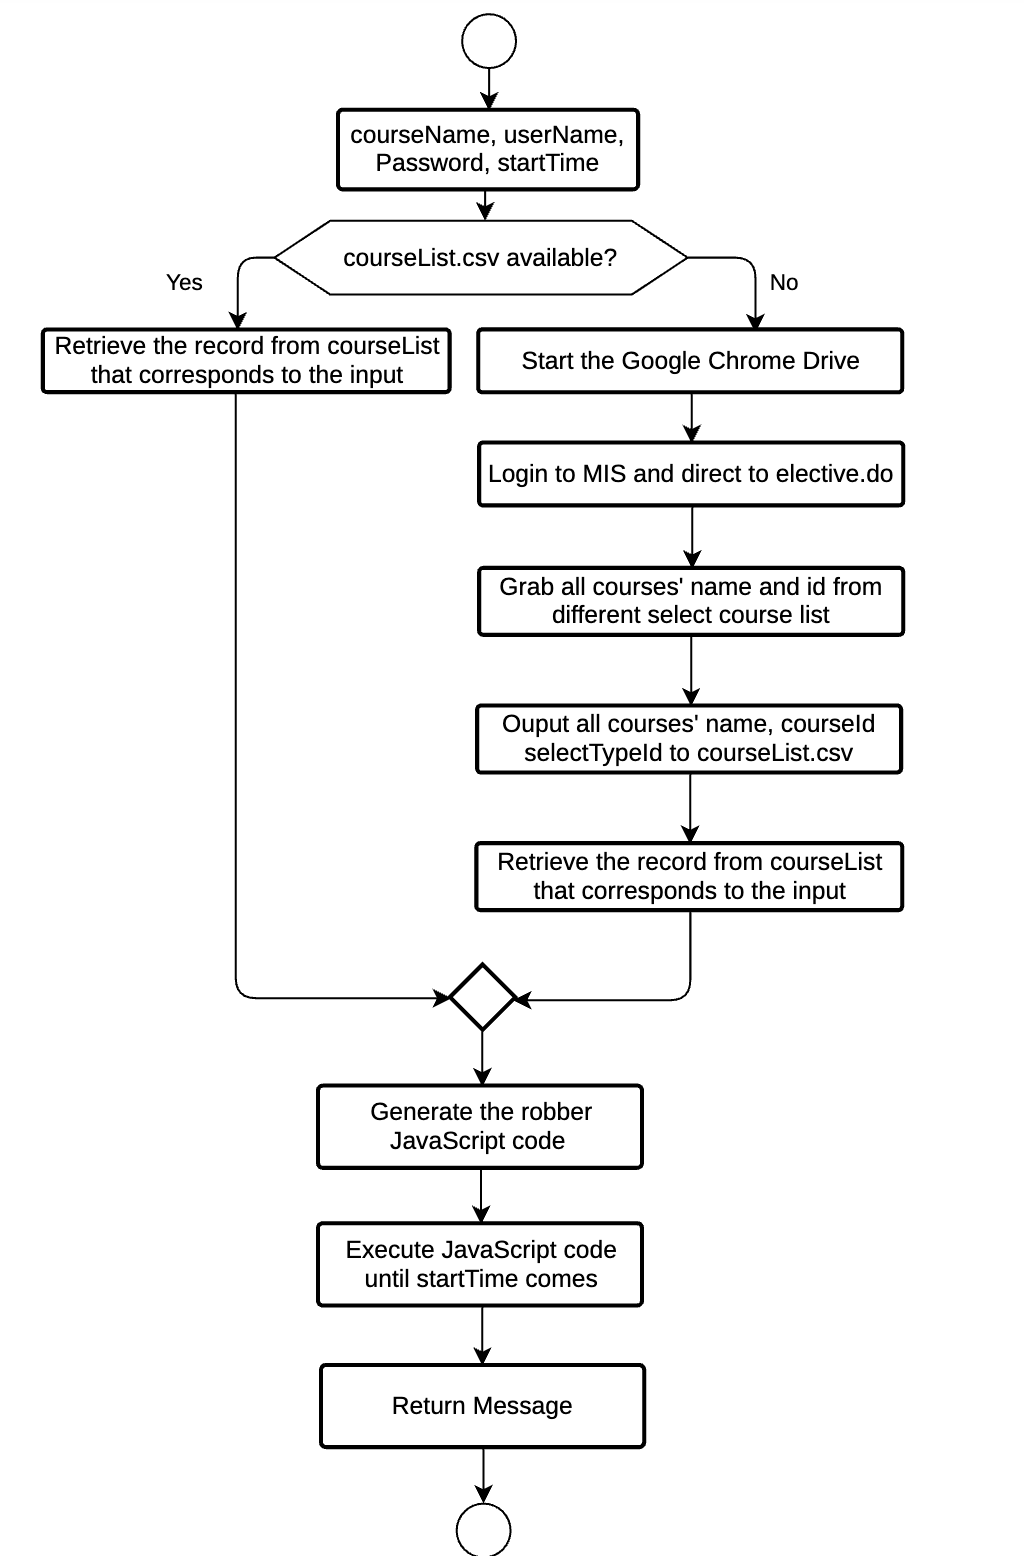 courseName, userName,
Password, startTime
courseList.csv available?
Yes
No
Retrieve the record from courseList
that corresponds to the input
Start the Google Chrome Drive
Login to MIS and direct to elective.do
Grab all courses' name and id from
different select course list
Ouput all courses' name, courseId
selectTypeId to courseList.csv
Retrieve the record from courseList
that corresponds to the input
Generate the robber
JavaScript code
Execute JavaScript code
until startTime comes
Return Message